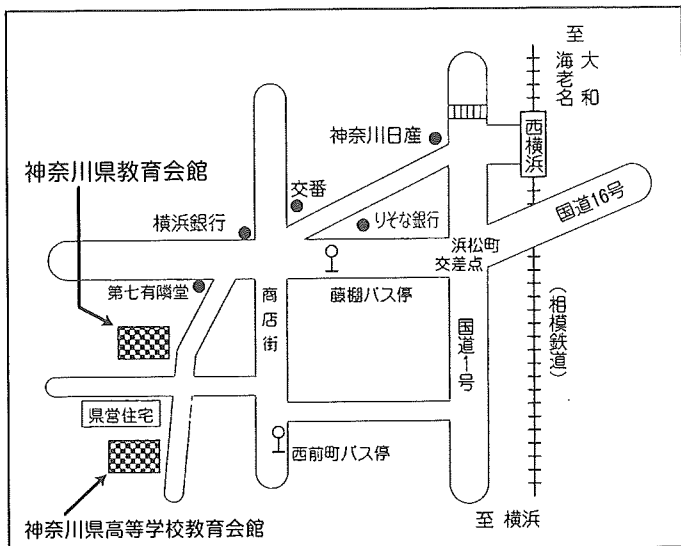 至
大和
海老名
神奈川日産
西横浜
神奈川県教育会館
交番
国道16号
横浜銀行
りそな銀行
浜松町
交差点
第七有隣堂
商店街
藤棚バス停
国道1号
(相模鉄道)
県営住宅
西前町バス停
神奈川県高等学校教育会館
至 横浜